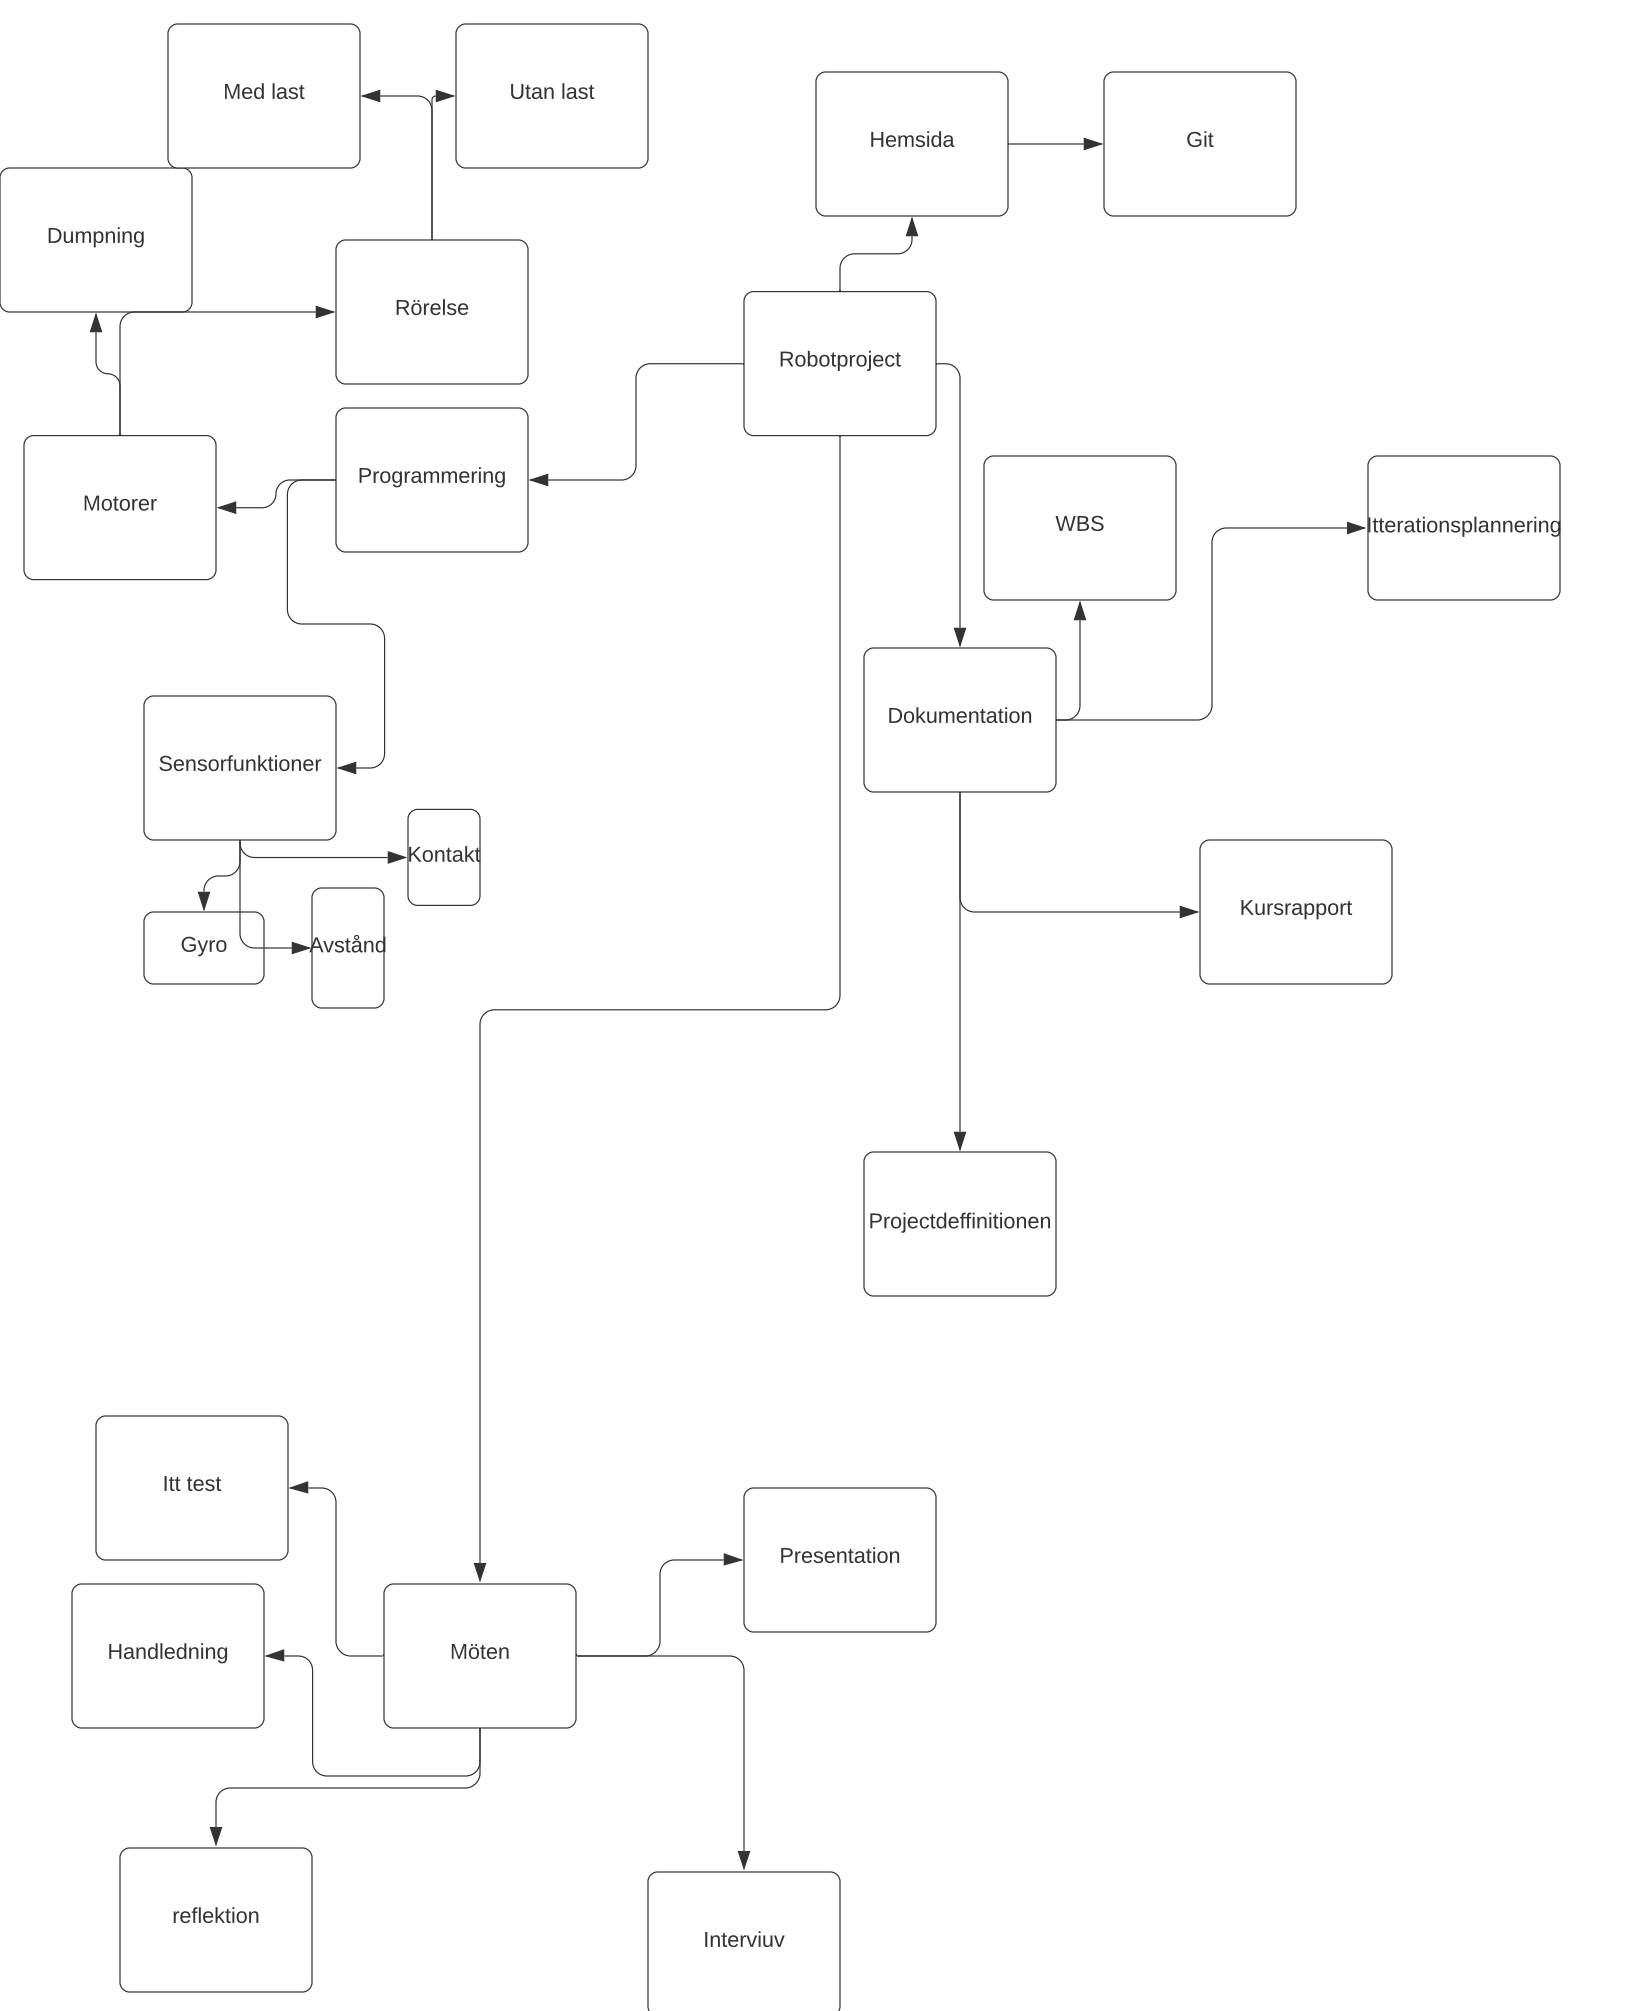 Med last
Utan last
Hemsida
Git
Dumpning
Rörelse
Robotproject
Programmering
Motorer
WBS
Itterationsplannering
Dokumentation
Sensorfunktioner
Kontakt
Kursrapport
Gyro
Avstånd
Projectdeffinitionen
Itt test
Presentation
Handledning
Möten
reflektion
Interviuv